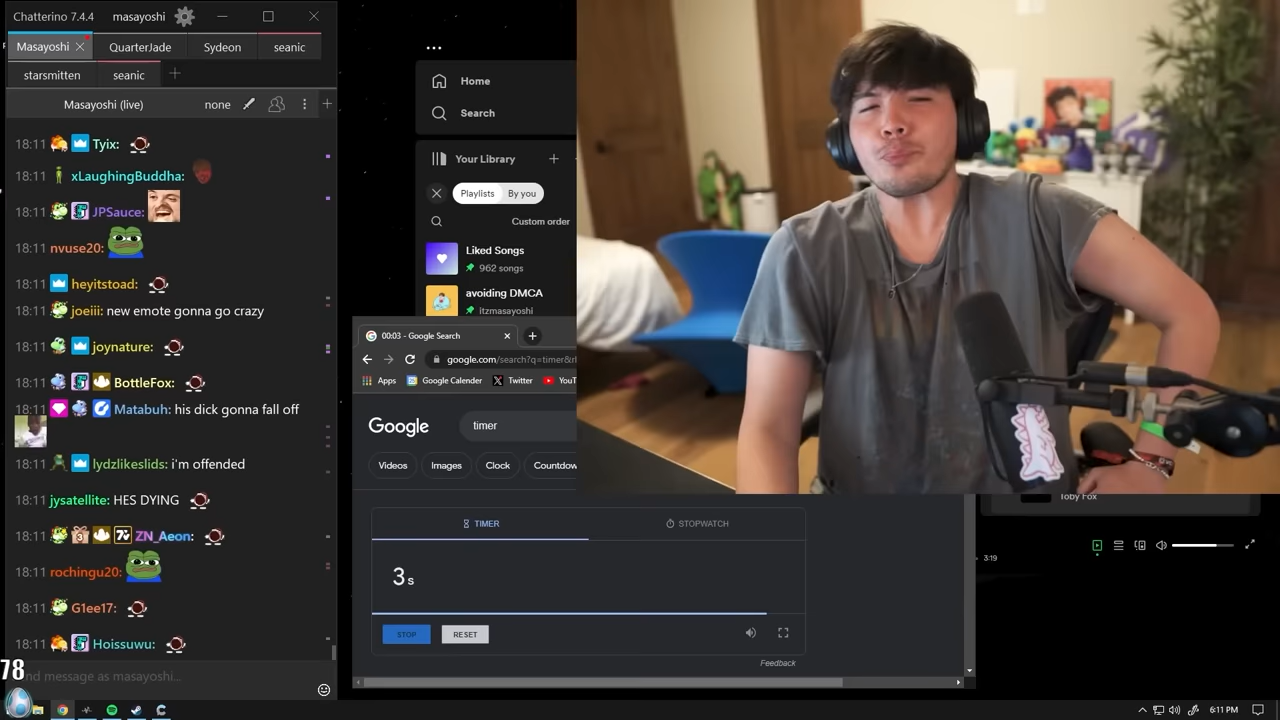 Chatterino 7.4.4
masayoshi
Masayoshi
QuarterJade
Sydeon
seanic
starsmitten
seanic
Masayoshi (live)
none
18:11 Tyix:
18:11 xLaughingBuddha:
18:11 JPSauce:
18:11 nvuse20:
18:11 heyitstoad:
18:11 joeiii: new emote gonna go crazy
18:11 joynature:
18:11 BottleFox:
18:11 Matabuh: his dick gonna fall off
18:11 lydzlikeslids: i'm offended
18:11 jysatellite: HES DYING
18:11 ZN_Aeon:
18:11 rochingu20:
18:11 G1ee17:
18:11 Hoissuwu:
78
nd message as masayoshi...
Home
Search
Your Library
Playlists
By you
Custom order
Liked Songs
962 songs
avoiding DMCA
itzmasayoshi
00:03 - Google Search
google.com/search?q=timer&rl
Apps
Google Calender
Twitter
YouT
Google
timer
Videos
Images
Clock
Countdow
TIMER
STOPWATCH
3 s
STOP
RESET
Feedback
Toby Fox
3:19
6:11 PM